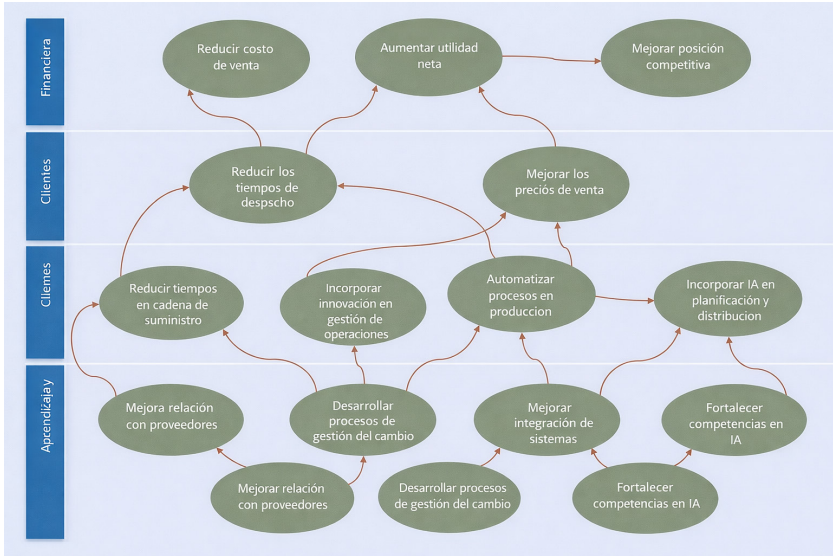 Financiera
Reducir costo
de venta
Aumentar utilidad
neta
Mejorar posición
competitiva
Clientes
Reducir los
tiempos de
despscho
Mejorar los
preciós de venta
Cliemes
Reducir tiempos
en cadena de
suministro
Incorporar
innovación en
gestión de
operaciones
Automatizar
procesos en
produccion
Incorporar IA en
planificación y
distribucion
Mejora relación
con proveedores
Desarrollar
procesos de
gestión del cambio
Mejorar
integración de
sistemas
Fortalecer
competencias en
IA
Mejorar relación
con proveedores
Desarrollar procesos
de gestión del cambio
Fortalecer
competencias en IA